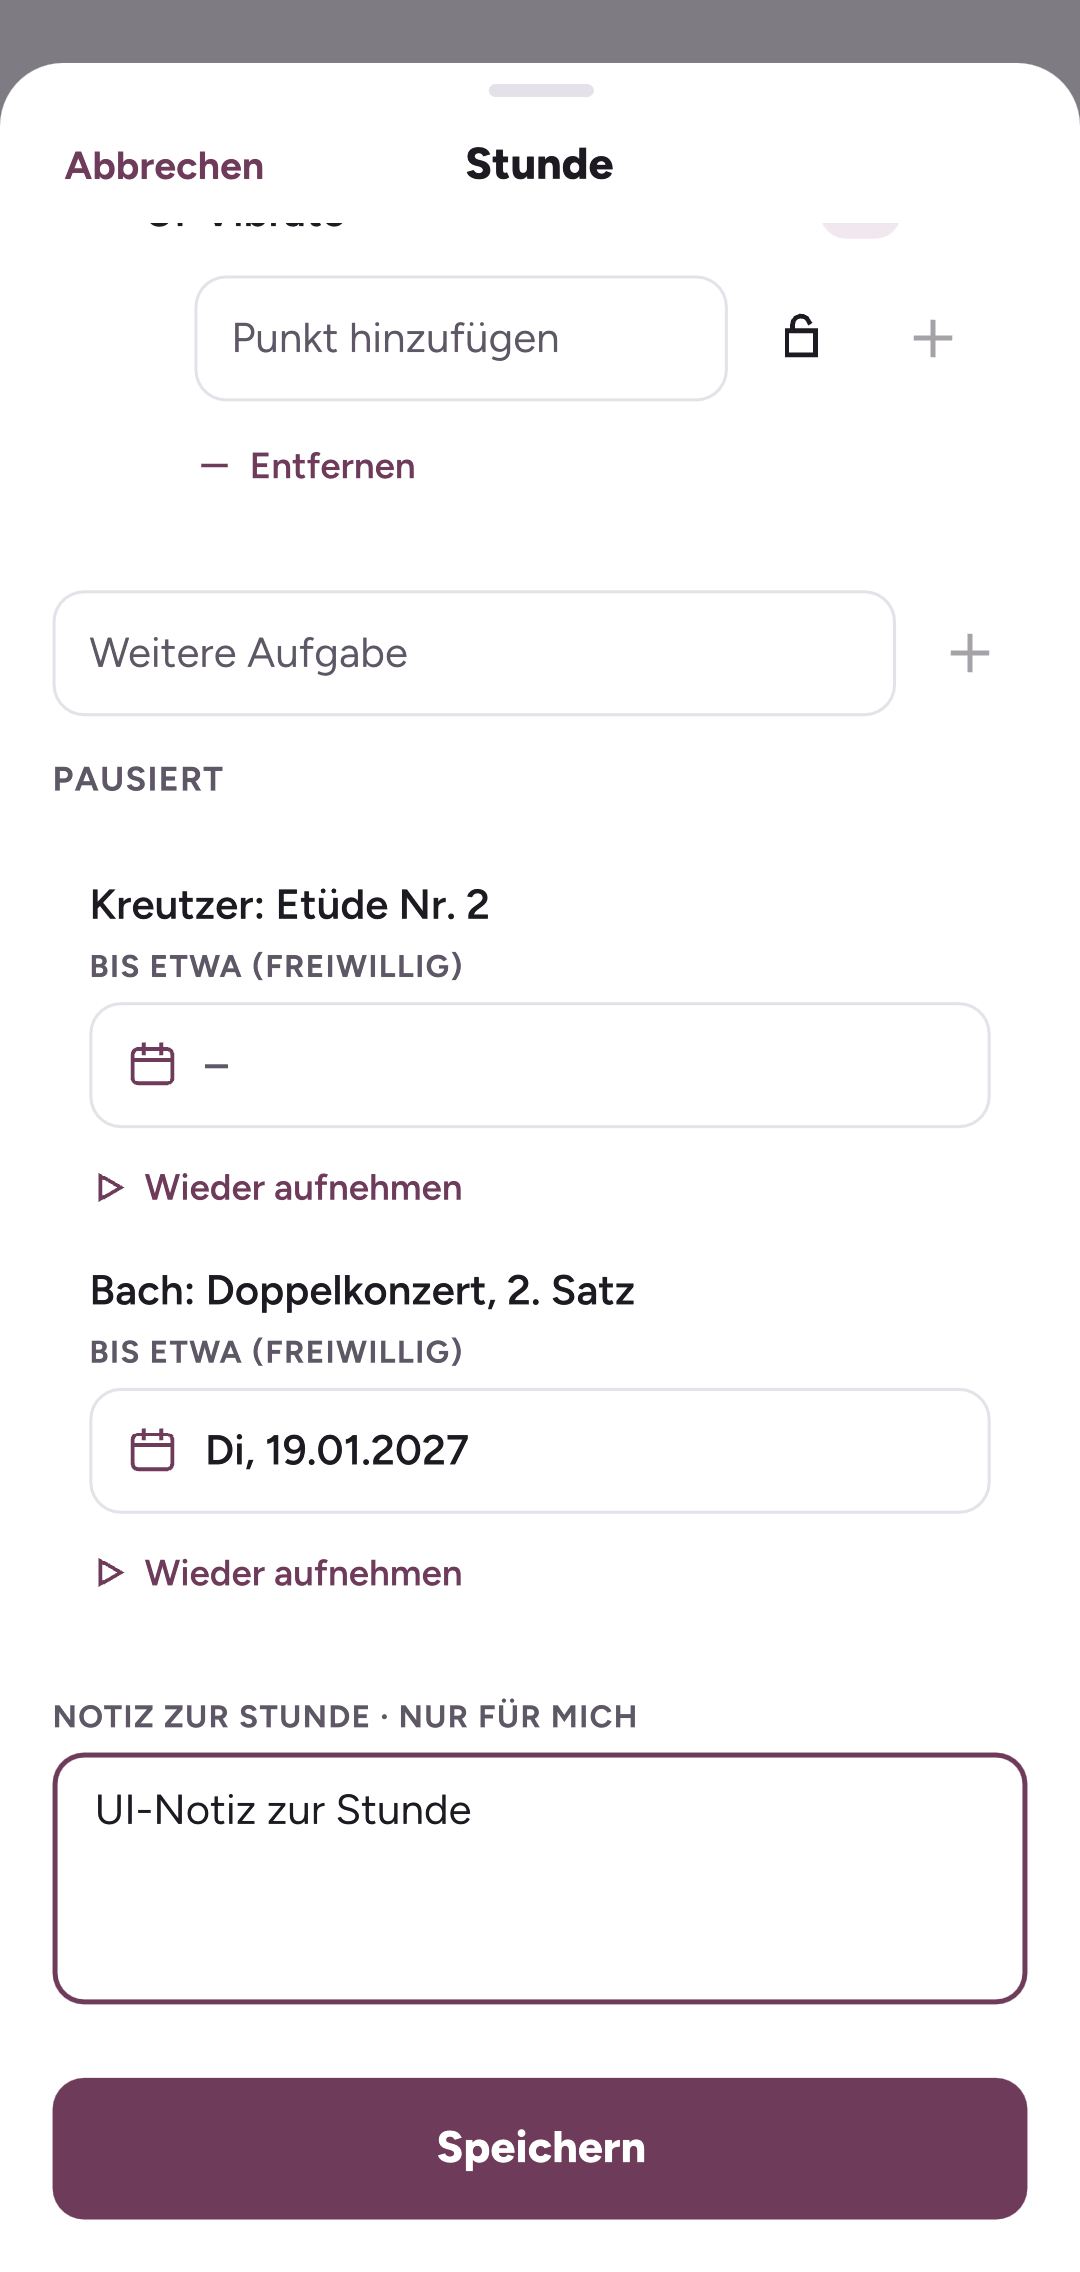 Abbrechen
Stunde
Punkt hinzufügen
Entfernen
Weitere Aufgabe
PAUSIERT
Kreutzer: Etüde Nr. 2
BIS ETWA (FREIWILLIG)
–
Wieder aufnehmen
Bach: Doppelkonzert, 2. Satz
BIS ETWA (FREIWILLIG)
Di, 19.01.2027
Wieder aufnehmen
NOTIZ ZUR STUNDE · NUR FÜR MICH
UI-Notiz zur Stunde
Speichern